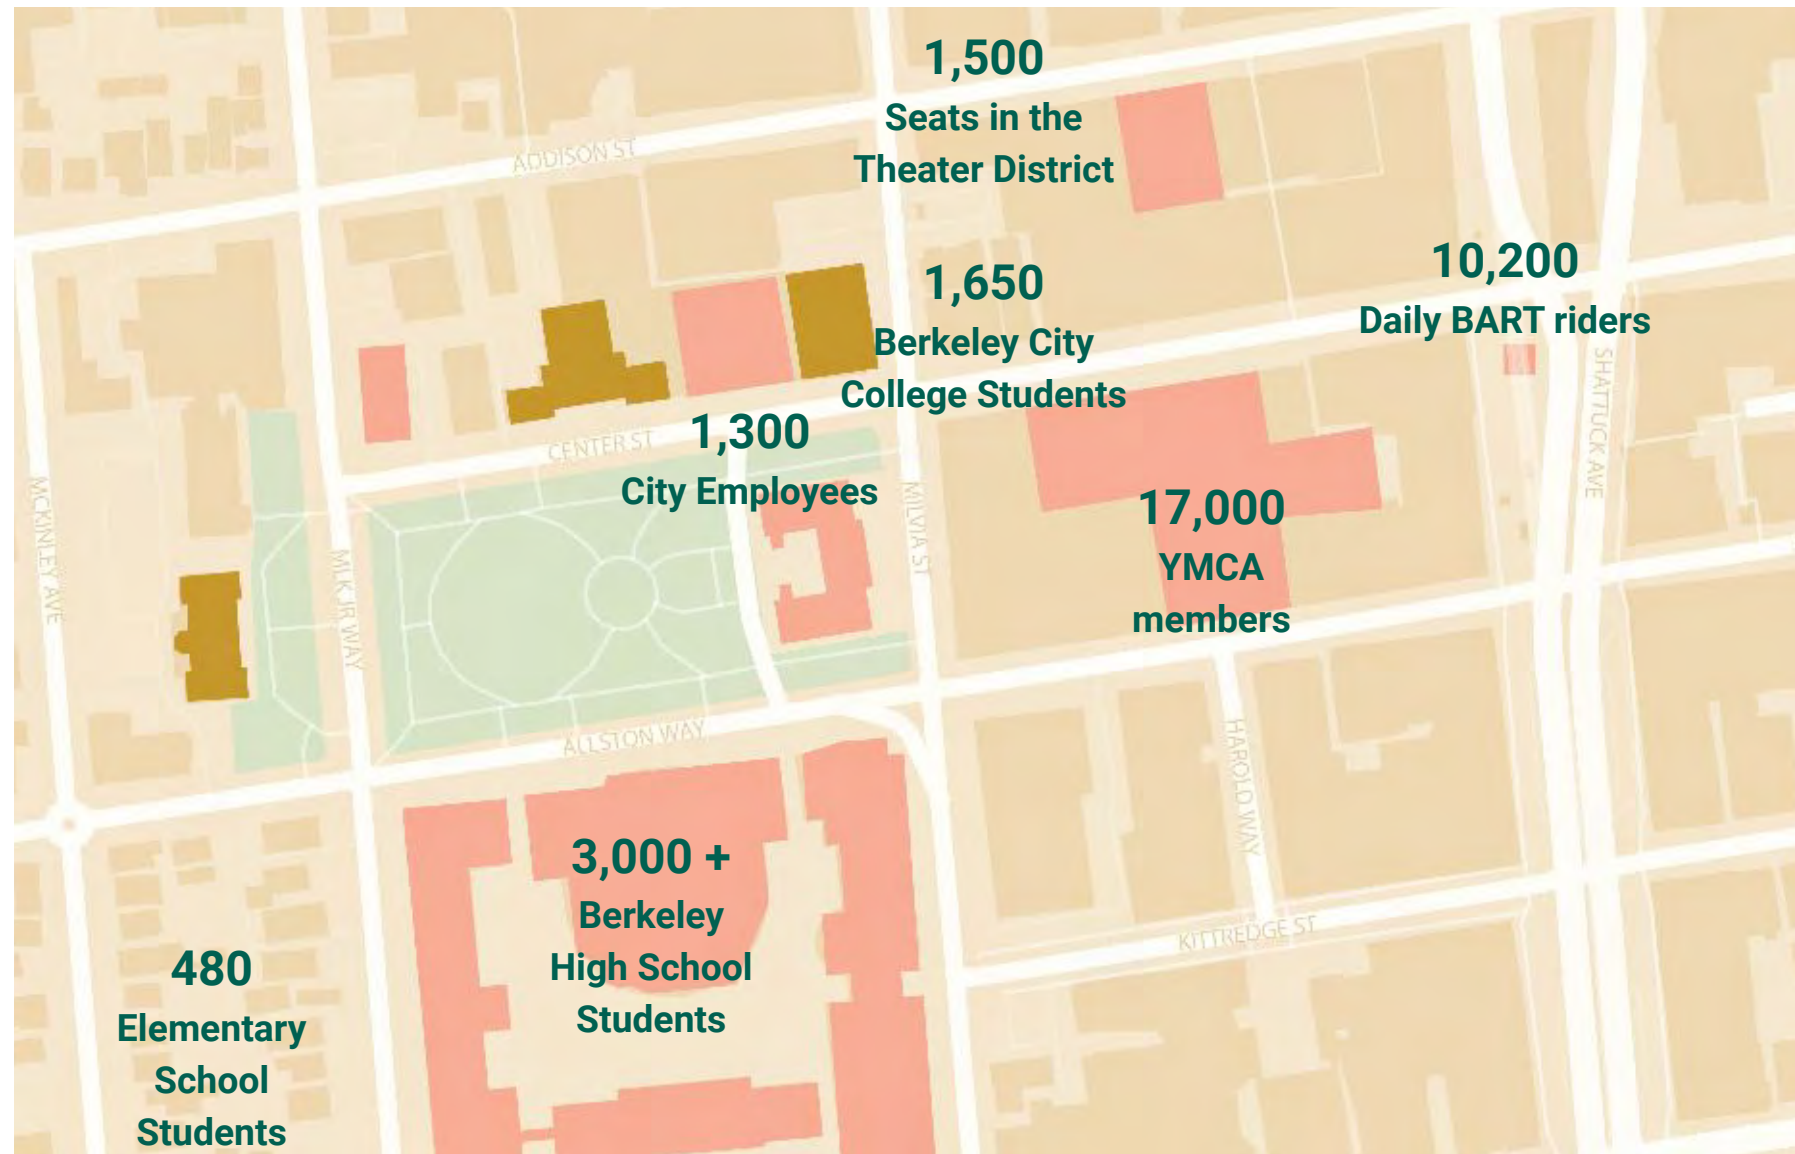 1,500
Seats in the
Theater District
ADDISON ST
10,200
Daily BART riders
1,650
Berkeley City
College Students
SHATTUCK AVE
1,300
City Employees
CENTER ST
MCKINLEY AVE
MLK JR WAY
MILVIA ST
17,000
YMCA
members
ALLSTON WAY
HAROLD WAY
3,000 +
Berkeley
High School
Students
KITTREDGE ST
480
Elementary
School
Students